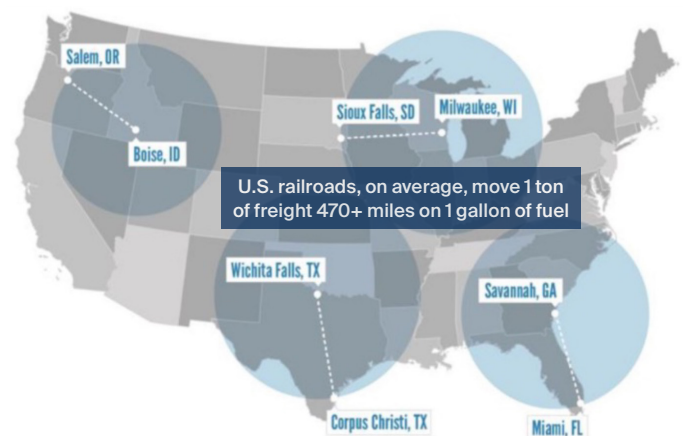 Salem, OR
Boise, ID
Sioux Falls, SD
Milwaukee, WI
U.S. railroads, on average, move 1 ton
of freight 470+ miles on 1 gallon of fuel
Wichita Falls, TX
Savannah, GA
Corpus Christi, TX
Miami, FL